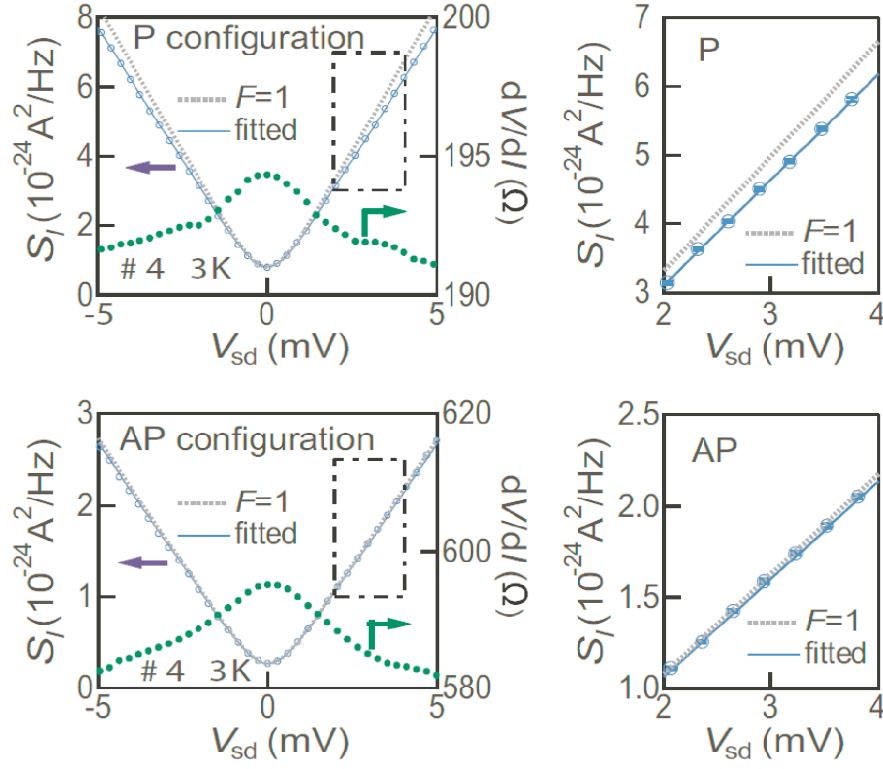 P configuration
F=1
fitted
# 4 3K
8
6
4
2
0
S_I (10^-24 A^2/Hz)
200
195
190
dV/dI (Ω)
-5 0 5
V_sd (mV)
P
F=1
fitted
7
6
5
4
3
S_I (10^-24 A^2/Hz)
2 3 4
V_sd (mV)
AP configuration
F=1
fitted
# 4 3K
3
2
1
0
S_I (10^-24 A^2/Hz)
620
600
580
dV/dI (Ω)
-5 0 5
V_sd (mV)
AP
F=1
fitted
2.5
2.0
1.5
1.0
S_I (10^-24 A^2/Hz)
2 3 4
V_sd (mV)